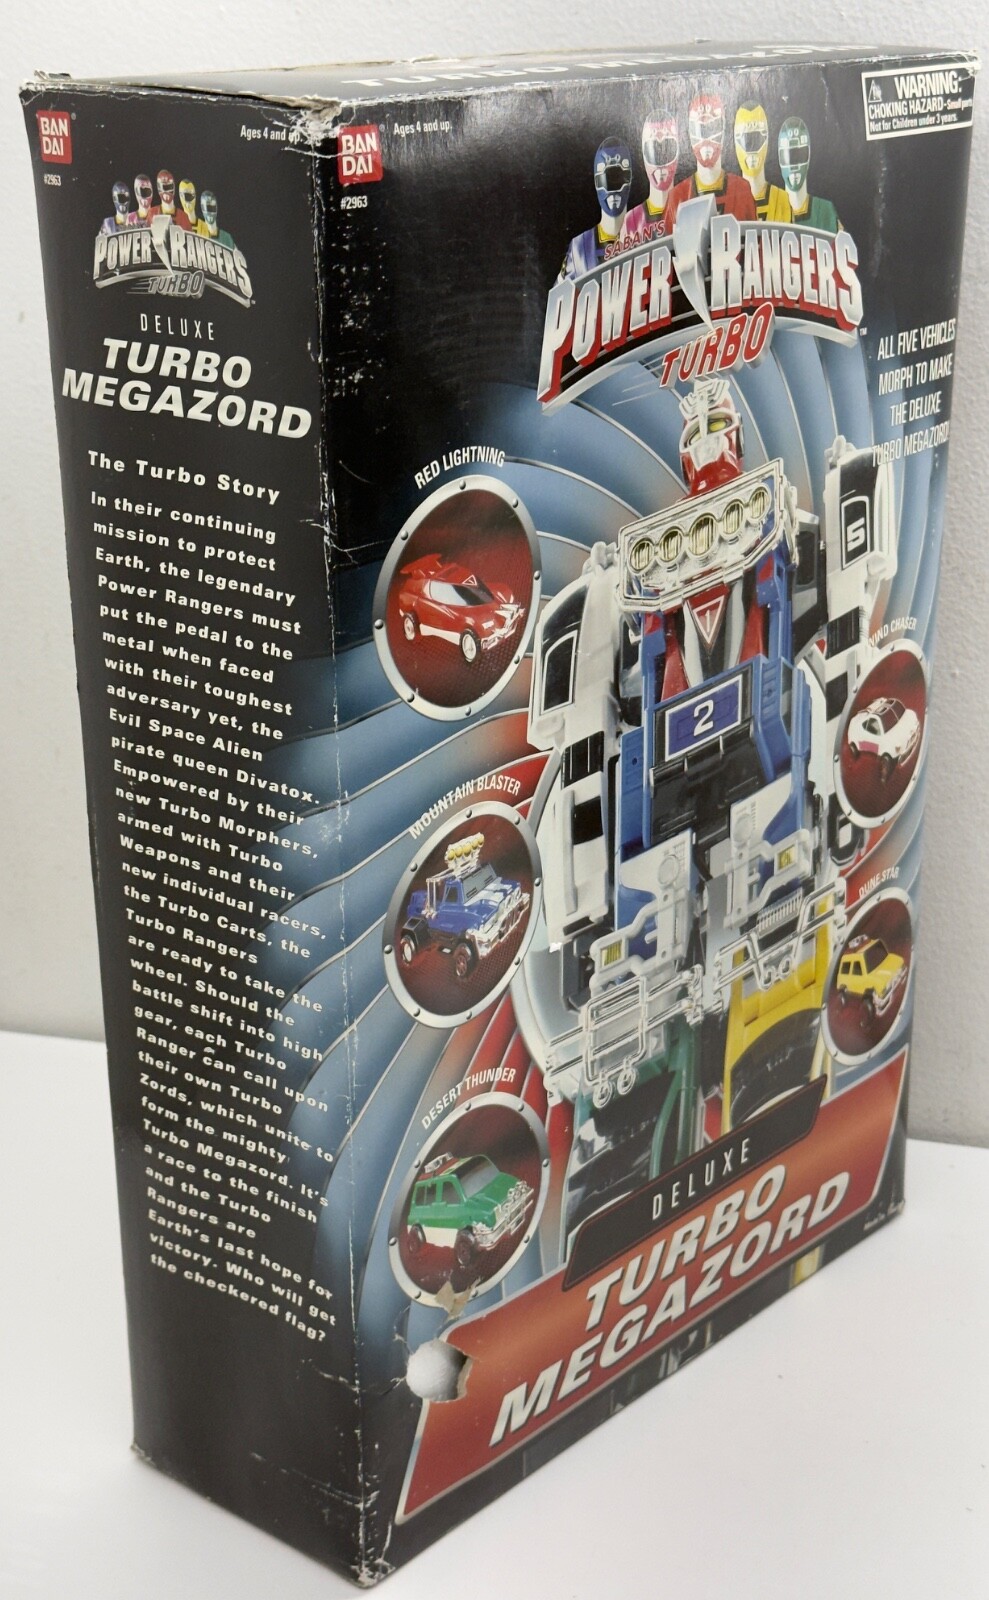 TURBO MEGAZORD
BAN
DAI
#2963
Ages 4 and up.
POWER RANGERS
TURBO
DELUXE
TURBO
MEGAZORD
The Turbo Story
In their continuing
mission to protect
Earth, the legendary
Power Rangers must
put the pedal to the
metal when faced
with their toughest
adversary yet, the
Evil Space Alien
pirate queen Divatox.
Empowered by their
new Turbo Morphers,
armed with Turbo
Weapons and their
new individual racers,
the Turbo Carts, the
Turbo Rangers
are ready to take the
wheel. Should the
battle shift into high
gear, each Turbo
Ranger can call upon
their own Turbo
Zords, which unite to
form the mighty
Turbo Megazord. It's
a race to the finish
and the Turbo
Rangers are
Earth's last hope for
victory. Who will get
the checkered flag?
BAN
DAI
#2963
Ages 4 and up.
WARNING:
CHOKING HAZARD-Small parts
Not for Children under 3 years.
SABAN'S
POWER RANGERS
TURBO
TM
ALL FIVE VEHICLES
MORPH TO MAKE
THE DELUXE
TURBO MEGAZORD!
RED LIGHTNING
WIND CHASER
MOUNTAIN BLASTER
DUNE STAR
DESERT THUNDER
5
1
2
DELUXE
TURBO
MEGAZORD